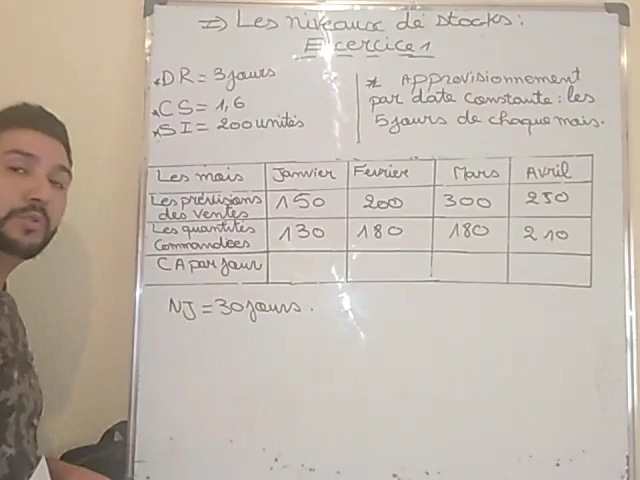 => Les niveaux de stocks :
Exercice 1
* DR = 3 jours
* CS = 1,6
* SI = 200 unités
* Approvisionnement
par date constante : les
5 jours de chaque mois.
Les mois Janvier Fevrier Mars Avril
Les prévisions des ventes 150 200 300 250
Les quantités commandées 130 180 180 210
CA par jour
NJ = 30 jours.